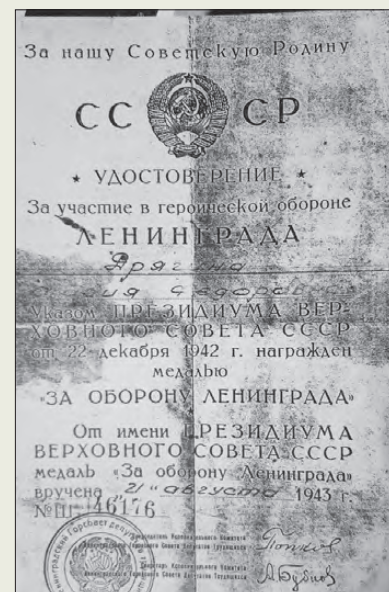 За нашу Советскую Родину
СС СР
УДОСТОВЕРЕНИЕ
За участие в героической обороне
ЛЕНИНГРАДА
Дрягина
Указом ПРЕЗИДИУМА ВЕР-
ХОВНОГО СОВЕТА СССР
от 22 декабря 1942 г. награжден
медалью
«ЗА ОБОРОНУ ЛЕНИНГРАДА»
От имени ПРЕЗИДИУМА
ВЕРХОВНОГО СОВЕТА СССР
медаль «За оборону Ленинграда»
вручена „21“ августа 1943 г.
46176
Попков